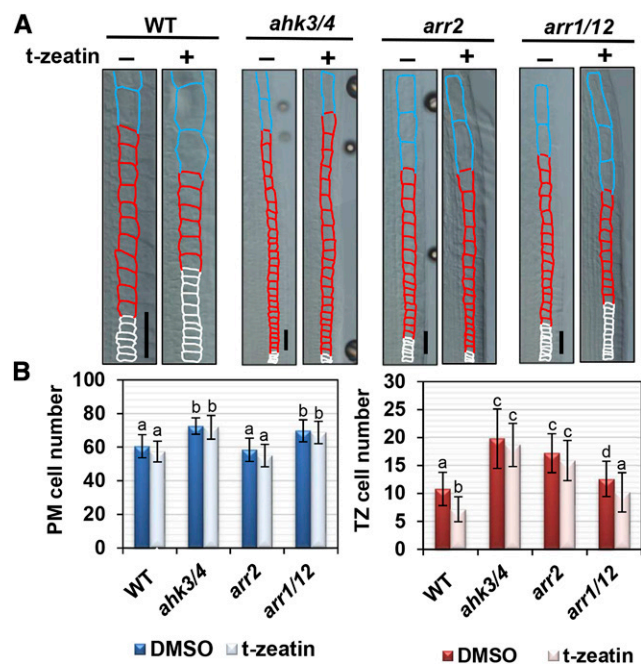 A
WT ahk3/4 arr2 arr1/12
t-zeatin − + − + − + − +
B
PM cell number
100
80
60
40
20
0
a a b b a a b b
WT ahk3/4 arr2 arr1/12
DMSO t-zeatin
TZ cell number
30
25
20
15
10
5
0
a b c c c c d a
WT ahk3/4 arr2 arr1/12
DMSO t-zeatin